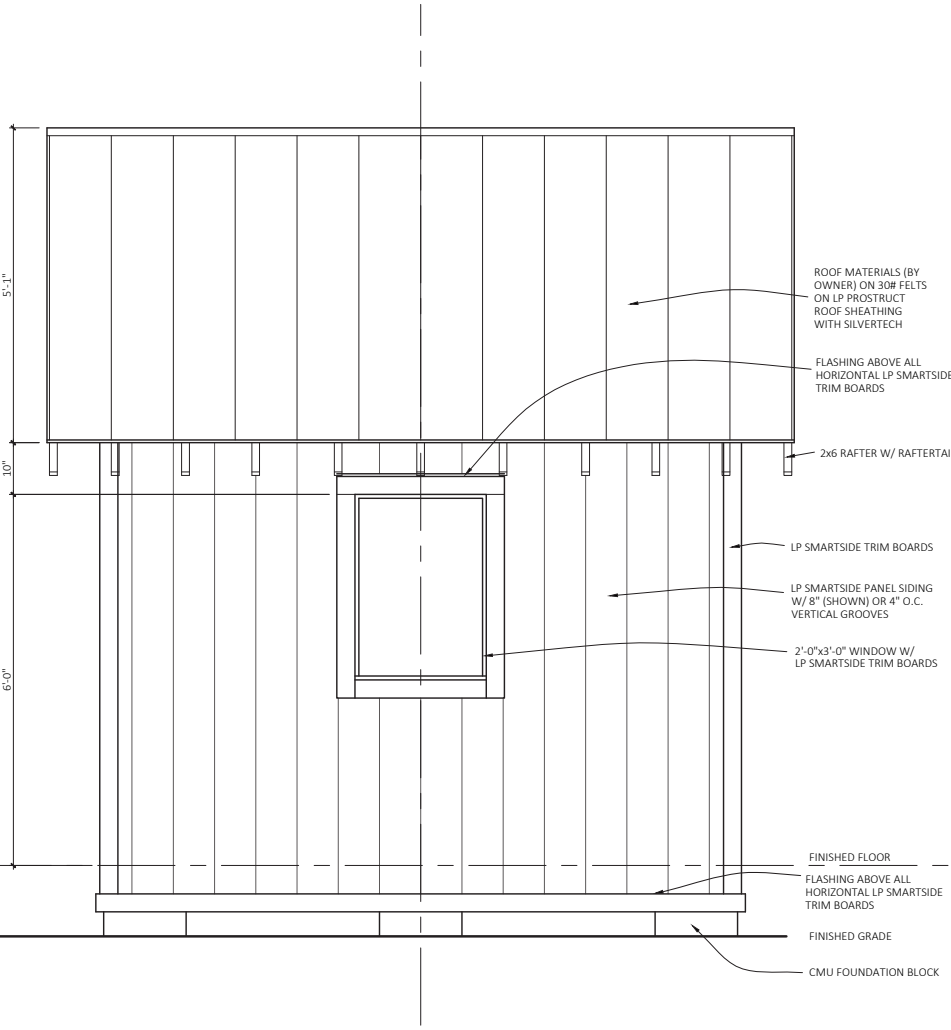 5'-1"
ROOF MATERIALS (BY
OWNER) ON 30# FELTS
ON LP PROSTRUCT
ROOF SHEATHING
WITH SILVERTECH
FLASHING ABOVE ALL
HORIZONTAL LP SMARTSIDE
TRIM BOARDS
10"
2x6 RAFTER W/ RAFTERTAI
LP SMARTSIDE TRIM BOARDS
LP SMARTSIDE PANEL SIDING
W/ 8" (SHOWN) OR 4" O.C.
VERTICAL GROOVES
2'-0"x3'-0" WINDOW W/
LP SMARTSIDE TRIM BOARDS
6'-0"
FINISHED FLOOR
FLASHING ABOVE ALL
HORIZONTAL LP SMARTSIDE
TRIM BOARDS
FINISHED GRADE
CMU FOUNDATION BLOCK